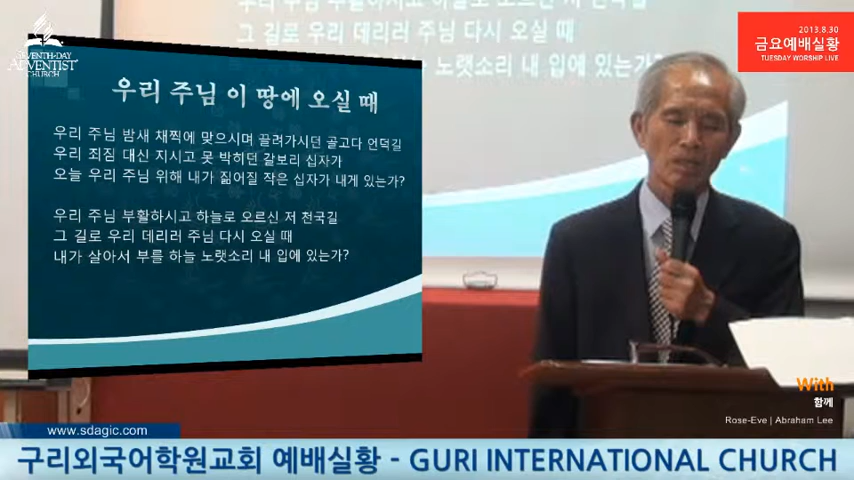 SEVENTH-DAY
ADVENTIST
CHURCH
우리 주님 이 땅에 오실 때
우리 주님 밤새 채찍에 맞으시며 끌려가시던 골고다 언덕길
우리 죄짐 대신 지시고 못 박히던 갈보리 십자가
오늘 우리 주님 위해 내가 짊어질 작은 십자가 내게 있는가?
우리 주님 부활하시고 하늘로 오르신 저 천국길
그 길로 우리 데리러 주님 다시 오실 때
내가 살아서 부를 하늘 노랫소리 내 입에 있는가?
그 길로 우리 데리러 주님 다시 오실 때
노랫소리 내 입에 있는가?
2013.8.30
금요예배실황
TUESDAY WORSHIP LIVE
With
함께
Rose-Eve | Abraham Lee
www.sdagic.com
구리외국어학원교회 예배실황 - GURI INTERNATIONAL CHURCH